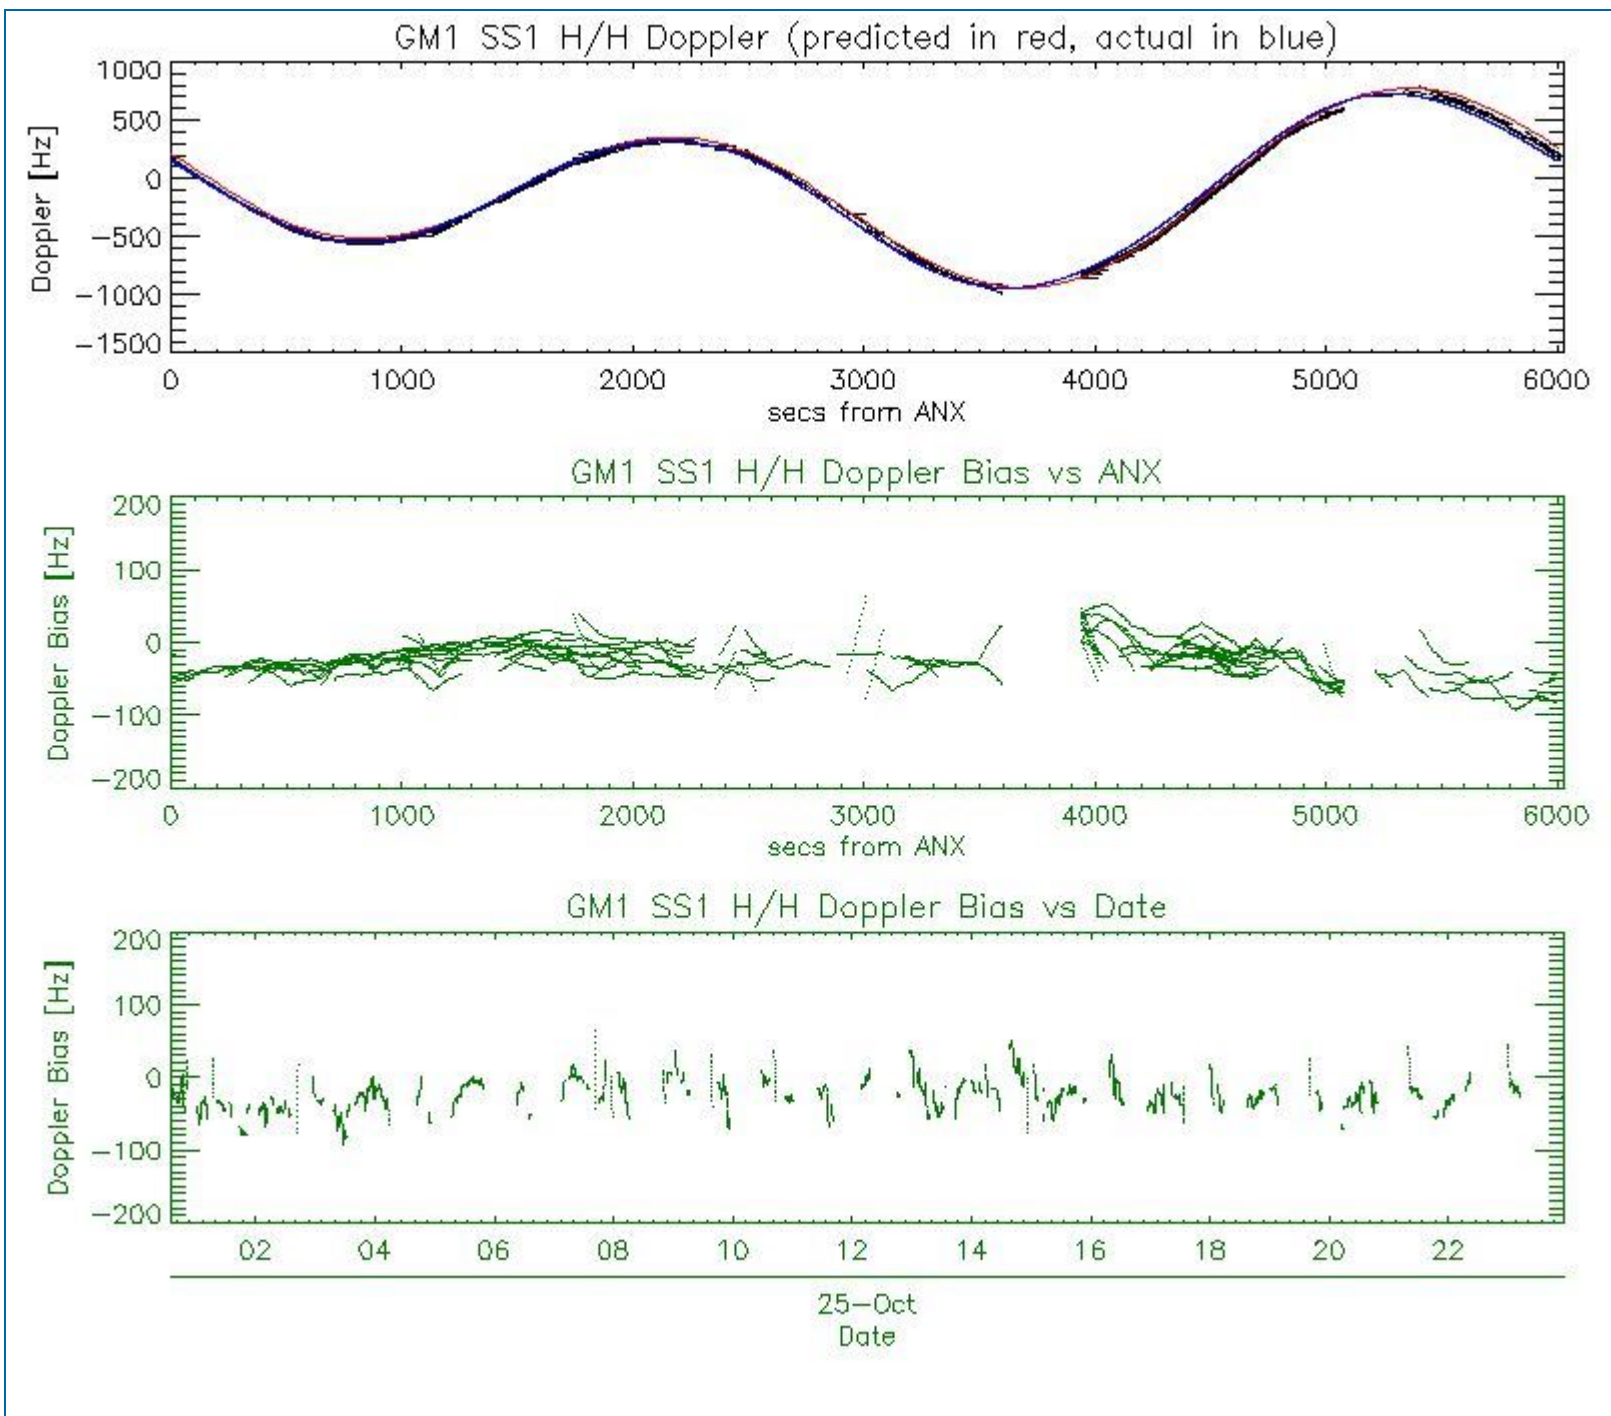 GM1 SS1 H/H Doppler (predicted in red, actual in blue)
Doppler [Hz]
1000
500
0
−500
−1000
−1500
0 1000 2000 3000 4000 5000 6000
secs from ANX
GM1 SS1 H/H Doppler Bias vs ANX
Doppler Bias [Hz]
200
100
0
−100
−200
0 1000 2000 3000 4000 5000 6000
secs from ANX
GM1 SS1 H/H Doppler Bias vs Date
Doppler Bias [Hz]
200
100
0
−100
−200
02 04 06 08 10 12 14 16 18 20 22
25−Oct
Date